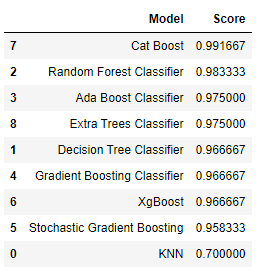 Model Score
7 Cat Boost 0.991667
2 Random Forest Classifier 0.983333
3 Ada Boost Classifier 0.975000
8 Extra Trees Classifier 0.975000
1 Decision Tree Classifier 0.966667
4 Gradient Boosting Classifier 0.966667
6 XgBoost 0.966667
5 Stochastic Gradient Boosting 0.958333
0 KNN 0.700000